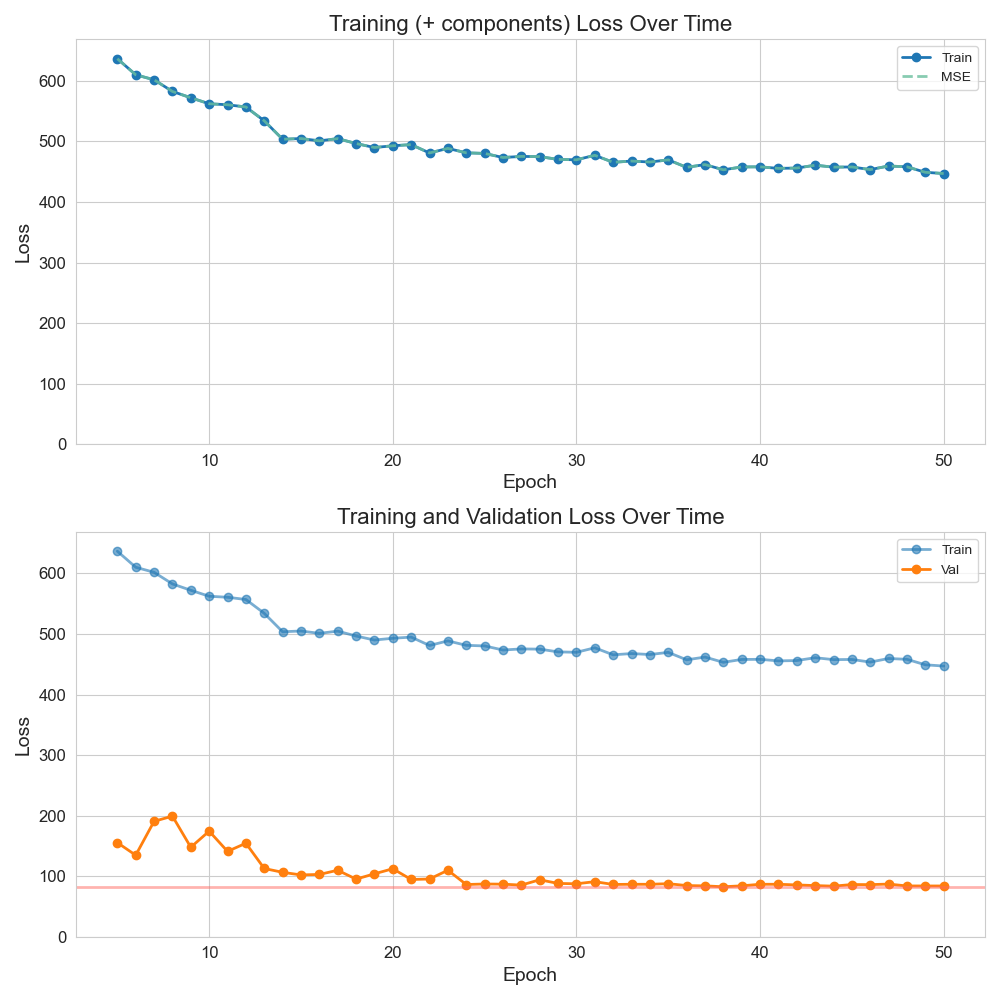 Training (+ components) Loss Over Time
Train
MSE
600
500
400
300
200
100
0
Loss
10 20 30 40 50
Epoch
Training and Validation Loss Over Time
Train
Val
600
500
400
300
200
100
0
Loss
10 20 30 40 50
Epoch